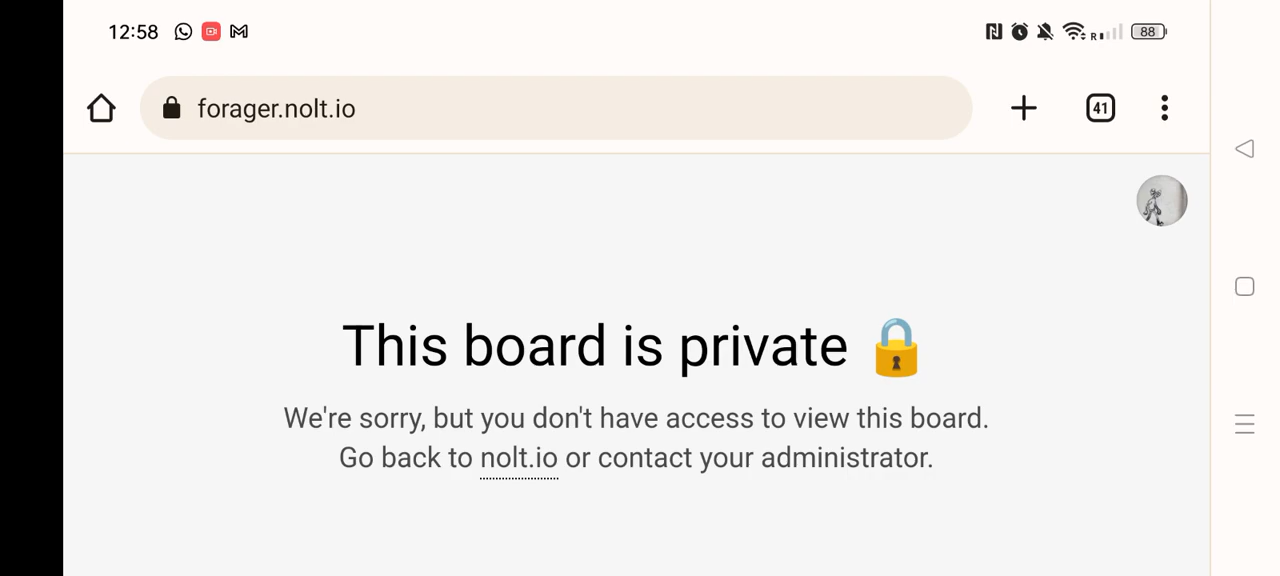 12:58
R
88
forager.nolt.io
41
This board is private 🔒
We're sorry, but you don't have access to view this board.
Go back to nolt.io or contact your administrator.